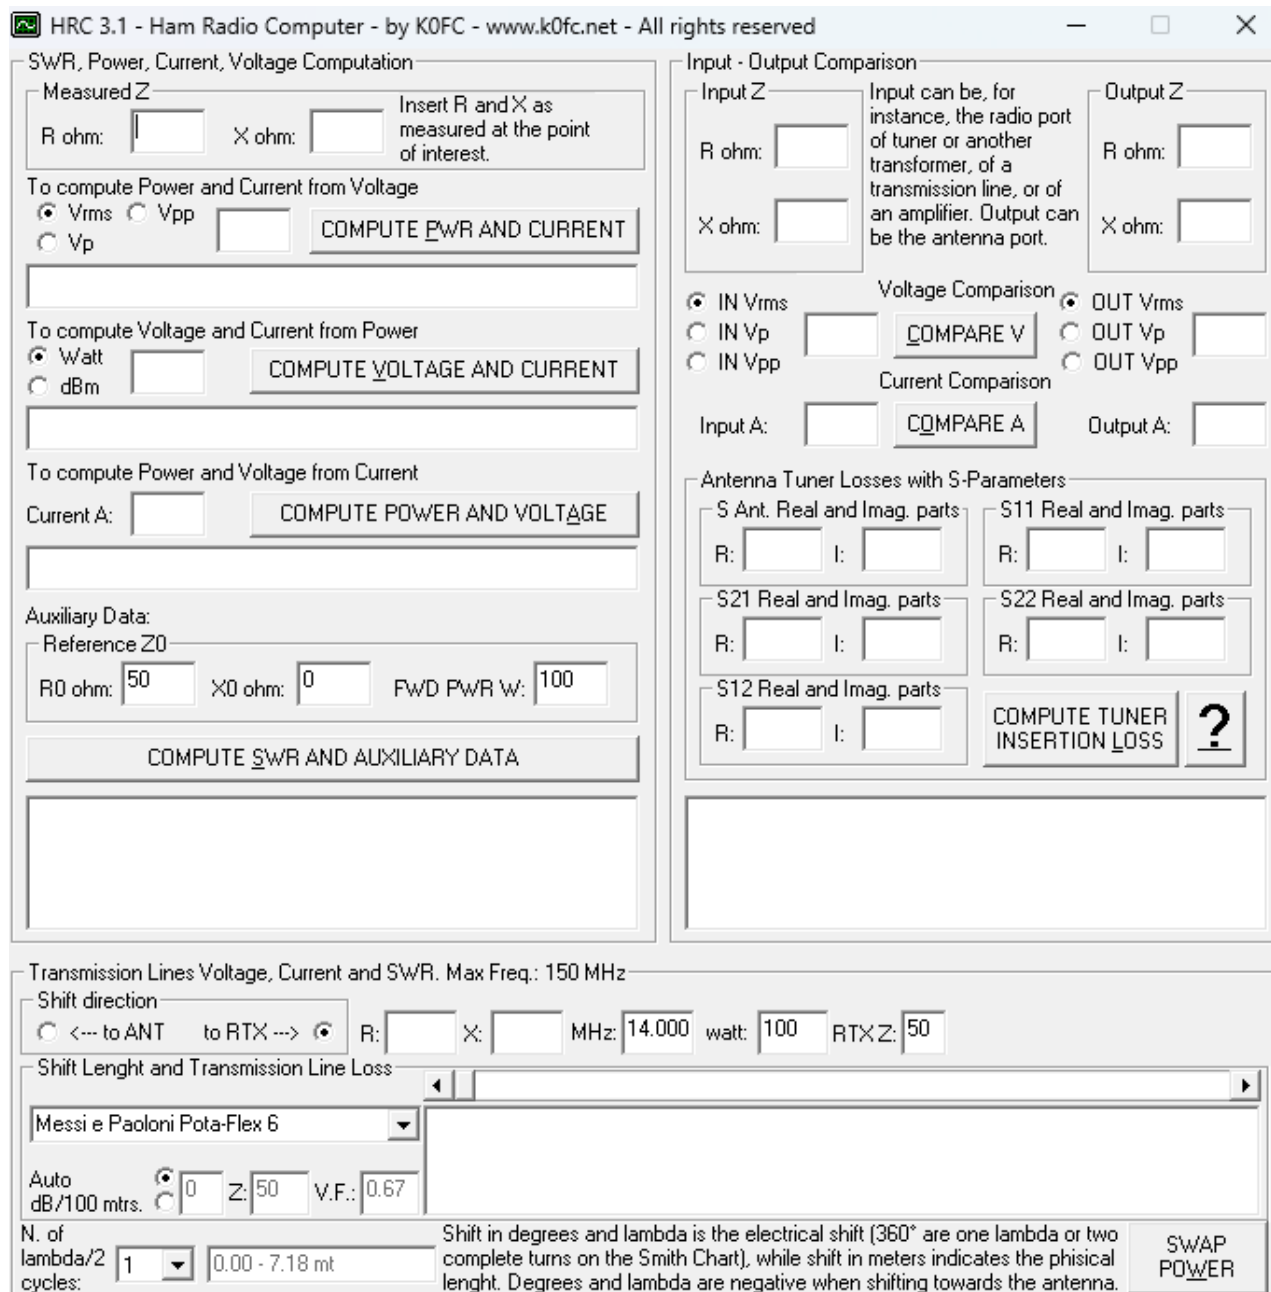 HRC 3.1 - Ham Radio Computer - by K0FC - www.k0fc.net - All rights reserved
SWR, Power, Current, Voltage Computation
Measured Z
R ohm:
X ohm:
Insert R and X as
measured at the point
of interest.
To compute Power and Current from Voltage
Vrms
Vpp
Vp
COMPUTE PWR AND CURRENT
To compute Voltage and Current from Power
Watt
dBm
COMPUTE VOLTAGE AND CURRENT
To compute Power and Voltage from Current
Current A:
COMPUTE POWER AND VOLTAGE
Auxiliary Data:
Reference Z0
R0 ohm: 50
X0 ohm: 0
FWD PWR W: 100
COMPUTE SWR AND AUXILIARY DATA
Input - Output Comparison
Input Z
R ohm:
X ohm:
Input can be, for
instance, the radio port
of tuner or another
transformer, of a
transmission line, or of
an amplifier. Output can
be the antenna port.
Output Z
R ohm:
X ohm:
IN Vrms
IN Vp
IN Vpp
Voltage Comparison
COMPARE V
OUT Vrms
OUT Vp
OUT Vpp
Current Comparison
Input A:
COMPARE A
Output A:
Antenna Tuner Losses with S-Parameters
S Ant. Real and Imag. parts
R:
I:
S11 Real and Imag. parts
R:
I:
S21 Real and Imag. parts
R:
I:
S22 Real and Imag. parts
R:
I:
S12 Real and Imag. parts
R:
I:
COMPUTE TUNER
INSERTION LOSS
?
Transmission Lines Voltage, Current and SWR. Max Freq.: 150 MHz
Shift direction
<--- to ANT
to RTX --->
R:
X:
MHz: 14.000
watt: 100
RTX Z: 50
Shift Lenght and Transmission Line Loss
Messi e Paoloni Pota-Flex 6
Auto
dB/100 mtrs.
0
Z: 50
V.F.: 0.67
N. of
lambda/2
cycles:
1
0.00 - 7.18 mt
Shift in degrees and lambda is the electrical shift (360° are one lambda or two
complete turns on the Smith Chart), while shift in meters indicates the phisical
lenght. Degrees and lambda are negative when shifting towards the antenna.
SWAP
POWER